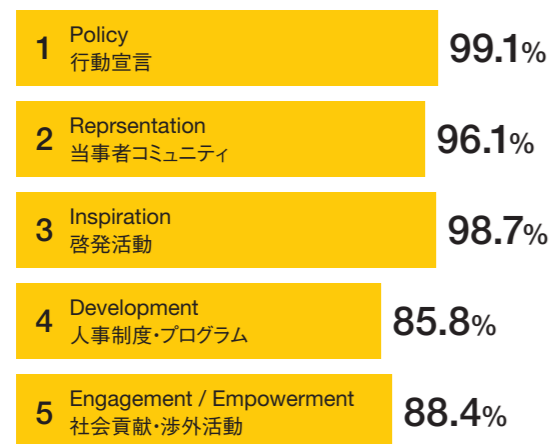 1
Policy
行動宣言
99.1%
2
Reprsentation
当事者コミュニティ
96.1%
3
Inspiration
啓発活動
98.7%
4
Development
人事制度・プログラム
85.8%
5
Engagement / Empowerment
社会貢献・渉外活動
88.4%